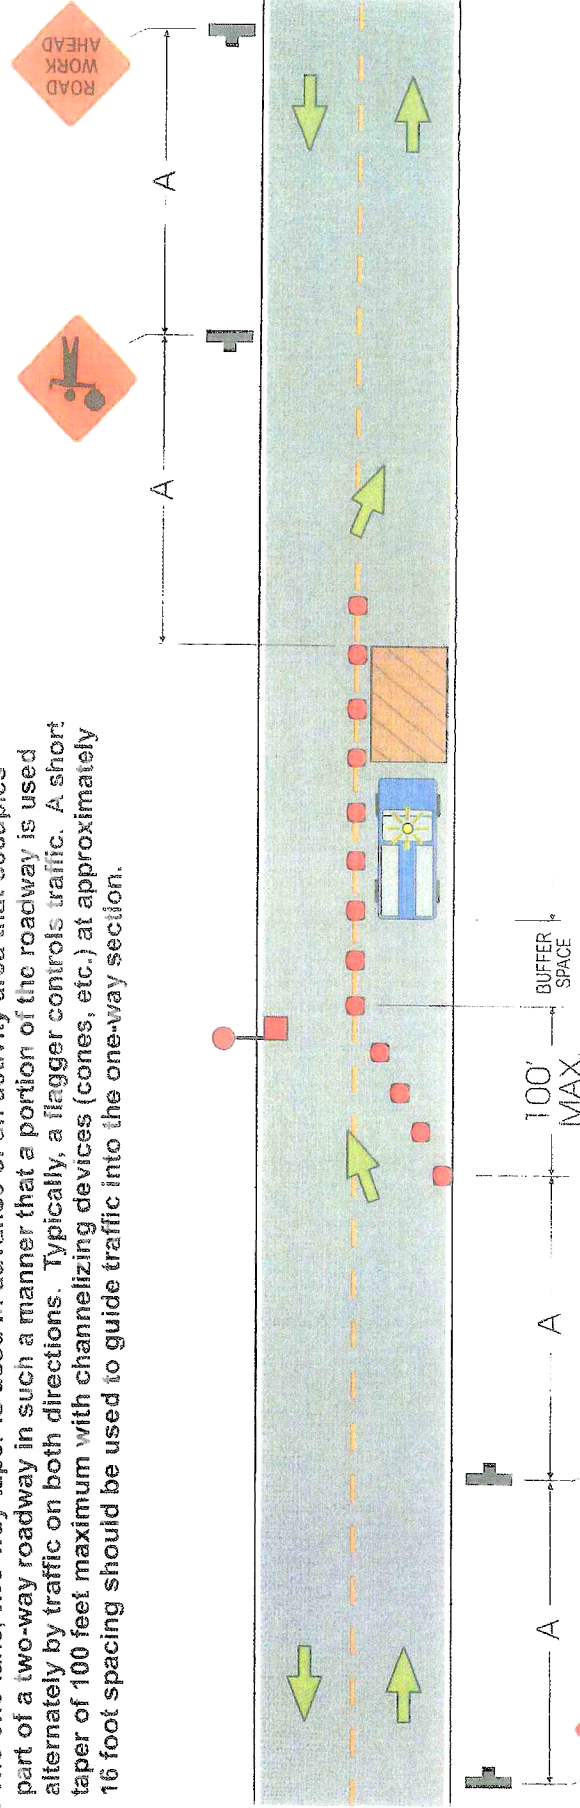 part of a two-way roadway in such a manner that a portion of the roadway is used
alternately by traffic on both directions. Typically, a flagger controls traffic. A short
taper of 100 feet maximum with channelizing devices (cones, etc.) at approximately
16 foot spacing should be used to guide traffic into the one-way section.
ROAD
WORK
AHEAD
A
A
A
A
100'
MAX.
BUFFER
SPACE